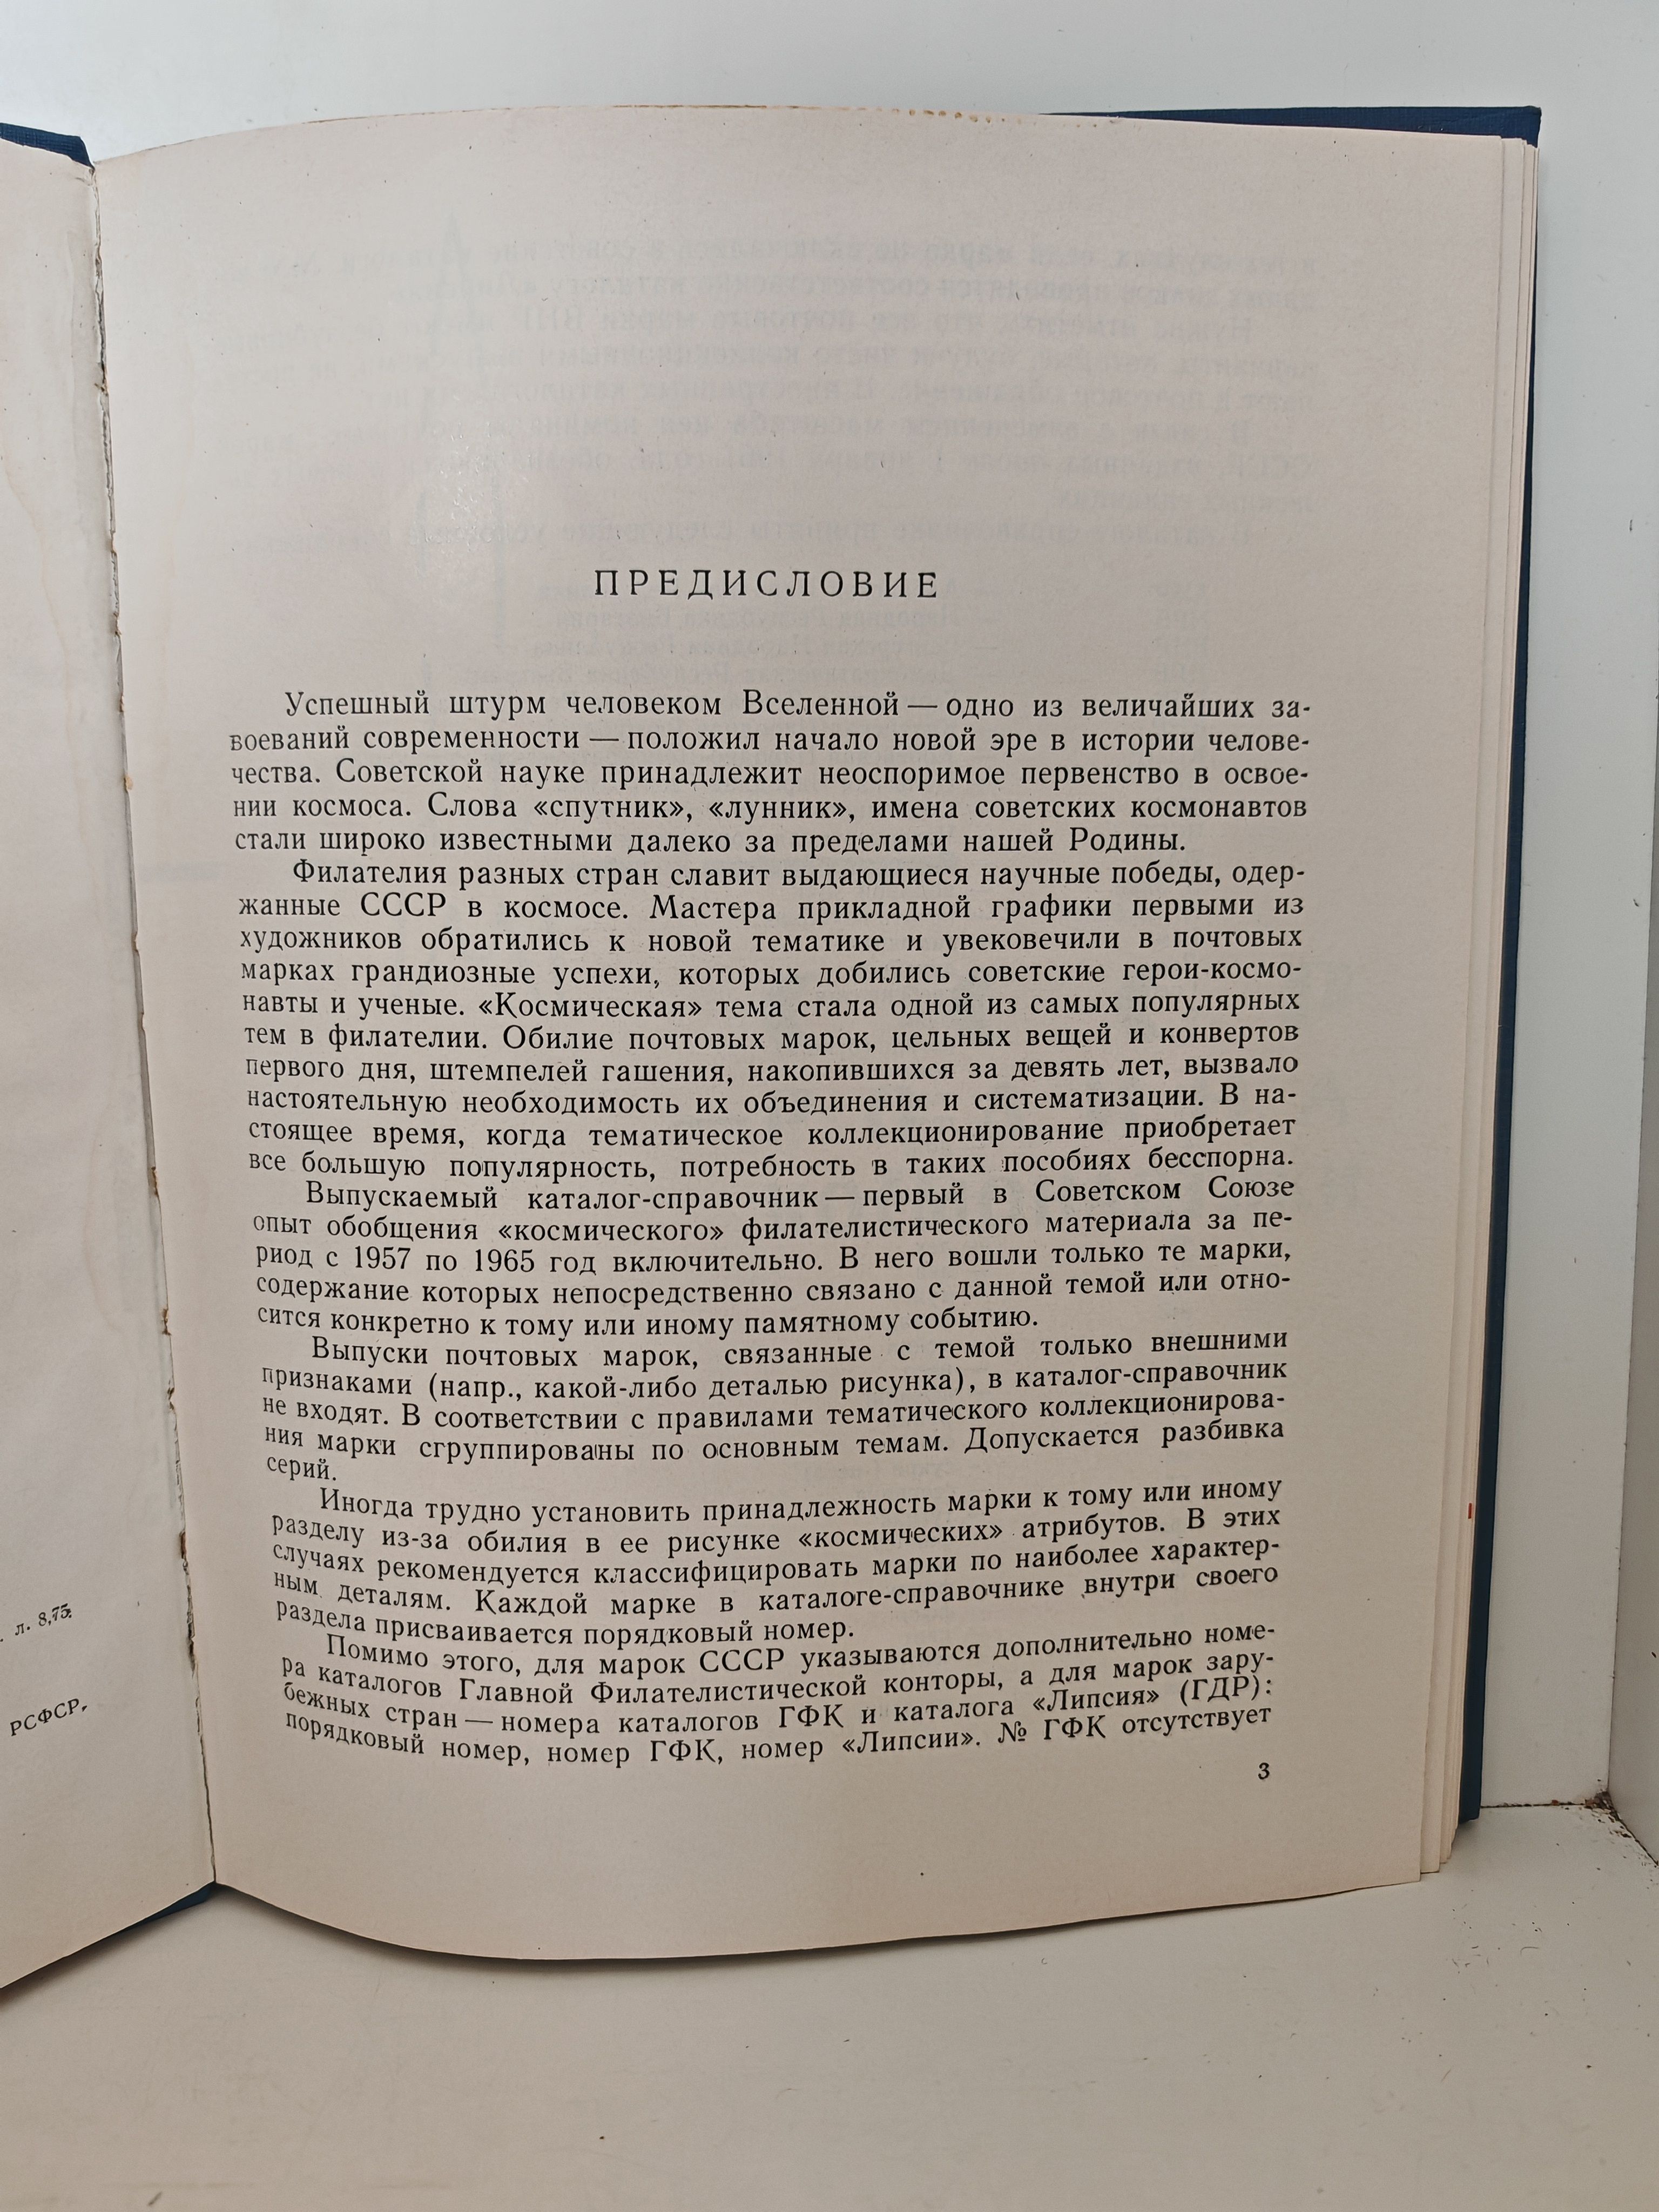 л. 8,75.
РСФСР,
ПРЕДИСЛОВИЕ
Успешный штурм человеком Вселенной — одно из величайших за-
воеваний современности — положил начало новой эре в истории челове-
чества. Советской науке принадлежит неоспоримое первенство в освое-
нии космоса. Слова «спутник», «лунник», имена советских космонавтов
стали широко известными далеко за пределами нашей Родины.
Филателия разных стран славит выдающиеся научные победы, одер-
жанные СССР в космосе. Мастера прикладной графики первыми из
художников обратились к новой тематике и увековечили в почтовых
марках грандиозные успехи, которых добились советские герои-космо-
навты и ученые. «Космическая» тема стала одной из самых популярных
тем в филателии. Обилие почтовых марок, цельных вещей и конвертов
первого дня, штемпелей гашения, накопившихся за девять лет, вызвало
настоятельную необходимость их объединения и систематизации. В на-
стоящее время, когда тематическое коллекционирование приобретает
все большую популярность, потребность в таких пособиях бесспорна.
Выпускаемый каталог-справочник — первый в Советском Союзе
опыт обобщения «космического» филателистического материала за пе-
риод с 1957 по 1965 год включительно. В него вошли только те марки,
содержание которых непосредственно связано с данной темой или отно-
сится конкретно к тому или иному памятному событию.
Выпуски почтовых марок, связанные с темой только внешними
признаками (напр., какой-либо деталью рисунка), в каталог-справочник
не входят. В соответствии с правилами тематического коллекционирова-
ния марки сгруппированы по основным темам. Допускается разбивка
серий.
Иногда трудно установить принадлежность марки к тому или иному
разделу из-за обилия в ее рисунке «космических» атрибутов. В этих
случаях рекомендуется классифицировать марки по наиболее характер-
ным деталям. Каждой марке в каталоге-справочнике внутри своего
раздела присваивается порядковый номер.
Помимо этого, для марок СССР указываются дополнительно номе-
ра каталогов Главной Филателистической конторы, а для марок зару-
бежных стран — номера каталогов ГФК и каталога «Липсия» (ГДР):
порядковый номер, номер ГФК, номер «Липсии». № ГФК отсутствует
3